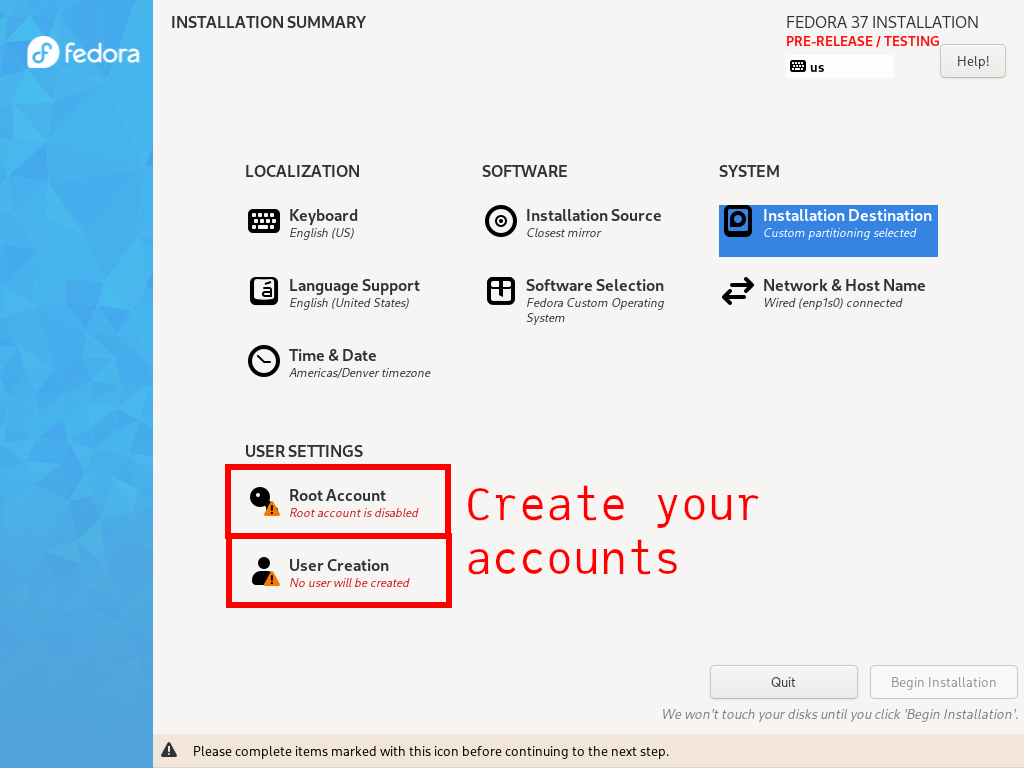 INSTALLATION SUMMARY
FEDORA 37 INSTALLATION
PRE-RELEASE / TESTING
fedora
us
Help!
LOCALIZATION
SOFTWARE
SYSTEM
Keyboard
English (US)
Installation Source
Closest mirror
Installation Destination
Custom partitioning selected
Language Support
English (United States)
Software Selection
Fedora Custom Operating
System
Network & Host Name
Wired (enp1s0) connected
Time & Date
Americas/Denver timezone
USER SETTINGS
Root Account
Root account is disabled
User Creation
No user will be created
Create your
accounts
Quit
Begin Installation
We won't touch your disks until you click 'Begin Installation'.
Please complete items marked with this icon before continuing to the next step.